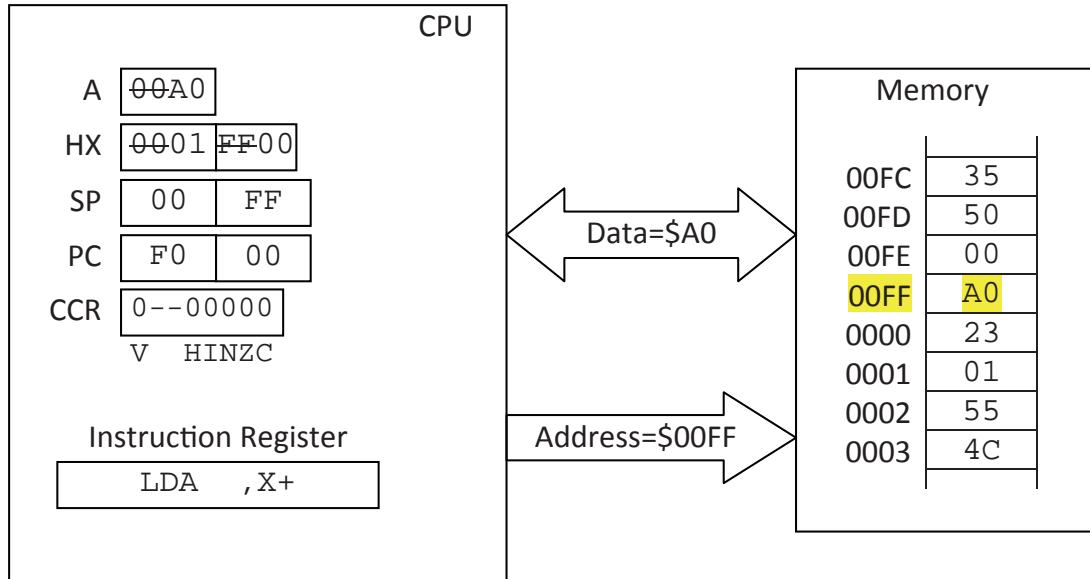 CPU
A 00A0
HX 0001 FF00
SP 00 FF
PC F0 00
CCR 0--00000
V HINZC
Instruction Register
LDA ,X+
Data=$A0
Address=$00FF
Memory
00FC 35
00FD 50
00FE 00
00FF A0
0000 23
0001 01
0002 55
0003 4C